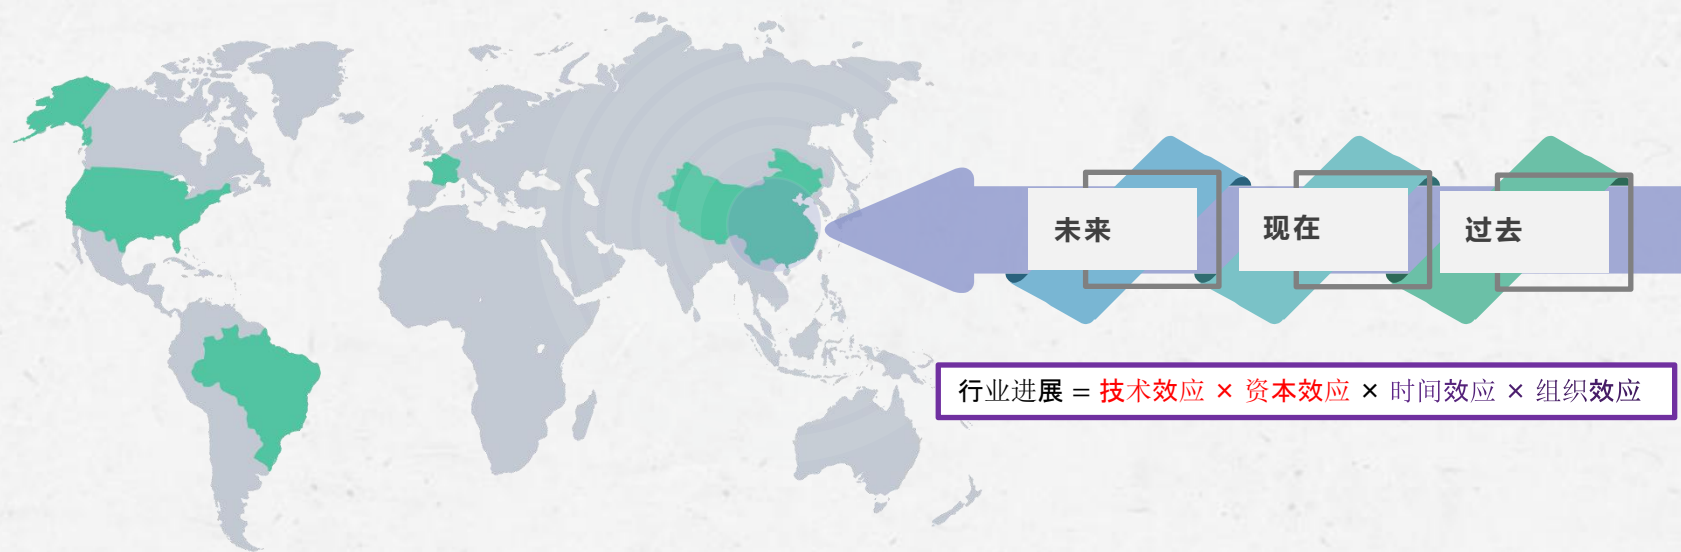 未来
现在
过去
行业进展 = 技术效应 × 资本效应 × 时间效应 × 组织效应